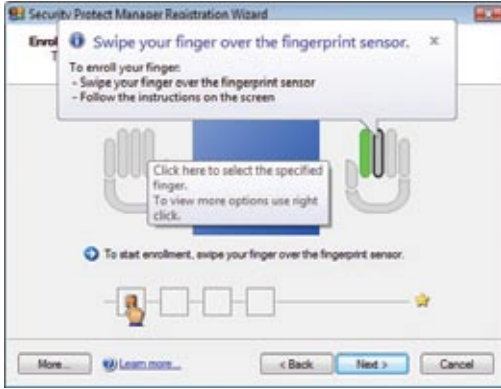 Security Protect Manager Registration Wizard
Enrol
T
Swipe your finger over the fingerprint sensor.
To enroll your finger:
- Swipe your finger over the fingerprint sensor
- Follow the instructions on the screen
Click here to select the specified
finger.
To view more options use right
click.
To start enrollment, swipe your finger over the fingerprint sensor.
More...
Learn more...
< Back
Next >
Cancel